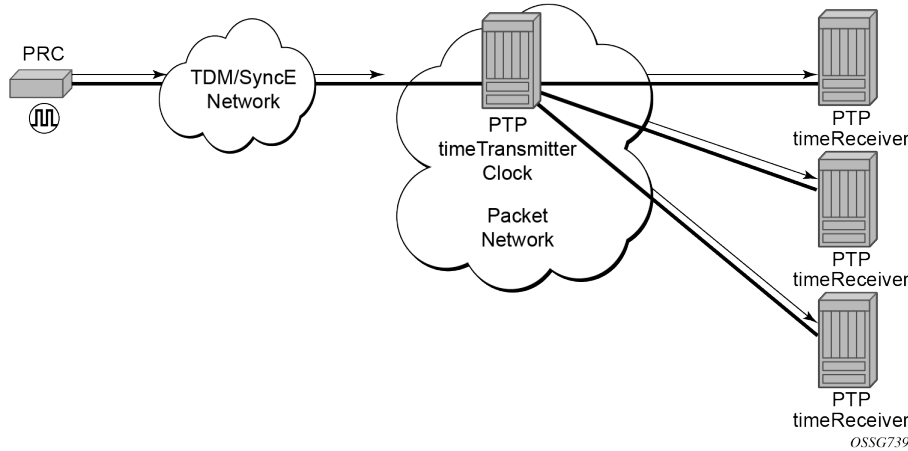 PRC
TDM/SyncE
Network
PTP
timeTransmitter
Clock
Packet
Network
PTP
timeReceiver
PTP
timeReceiver
PTP
timeReceiver
OSSG739